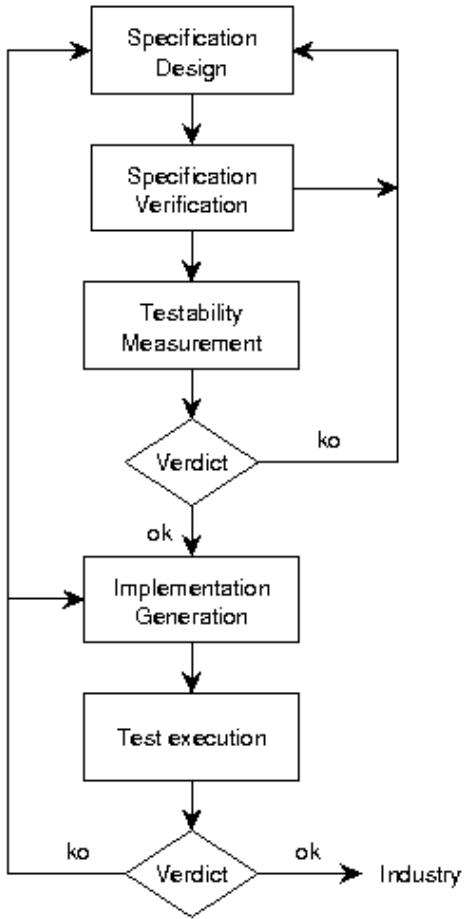 Specification
Design
Specification
Verification
Testability
Measurement
Verdict
ko
ok
Implementation
Generation
Test execution
ko
Verdict
ok
Industry